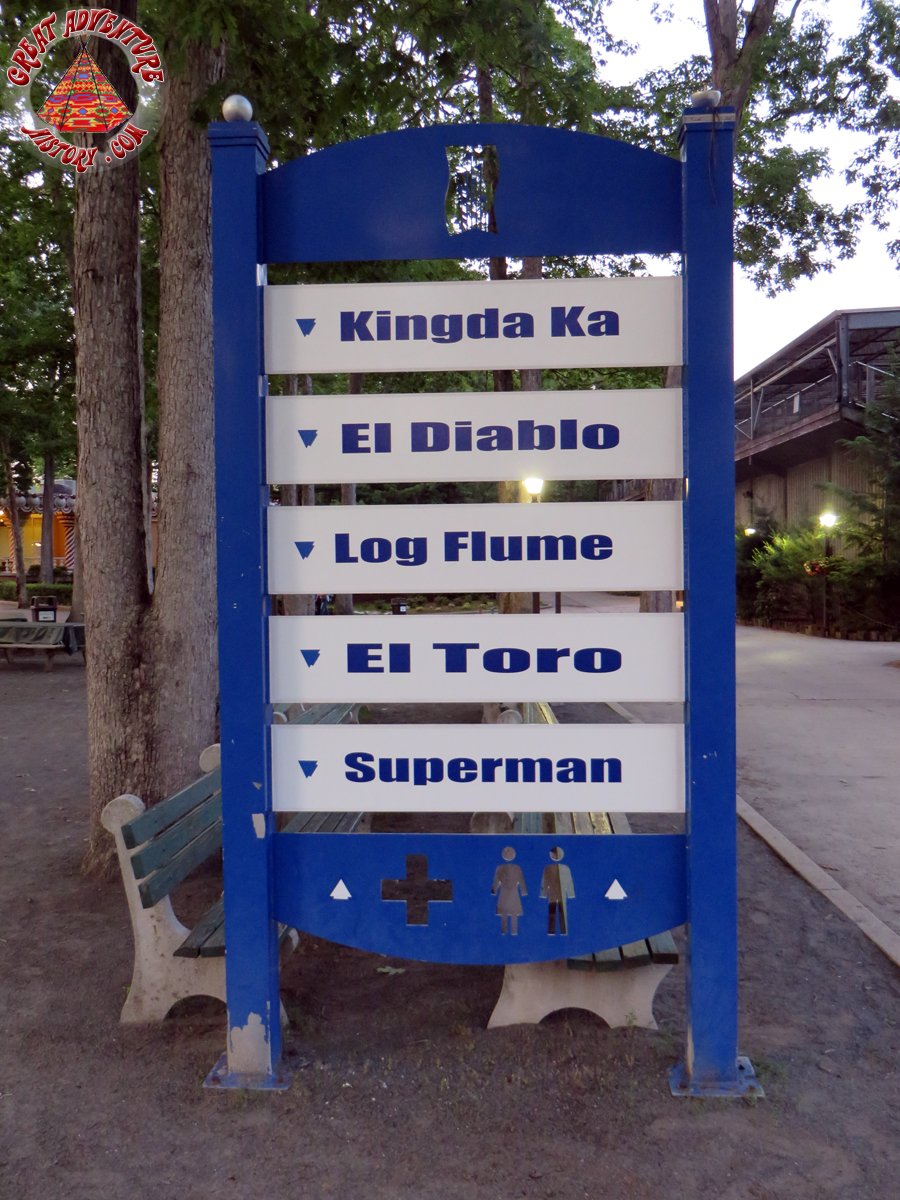 GREAT ADVENTURE
HISTORY.COM
Kingda Ka
El Diablo
Log Flume
El Toro
Superman